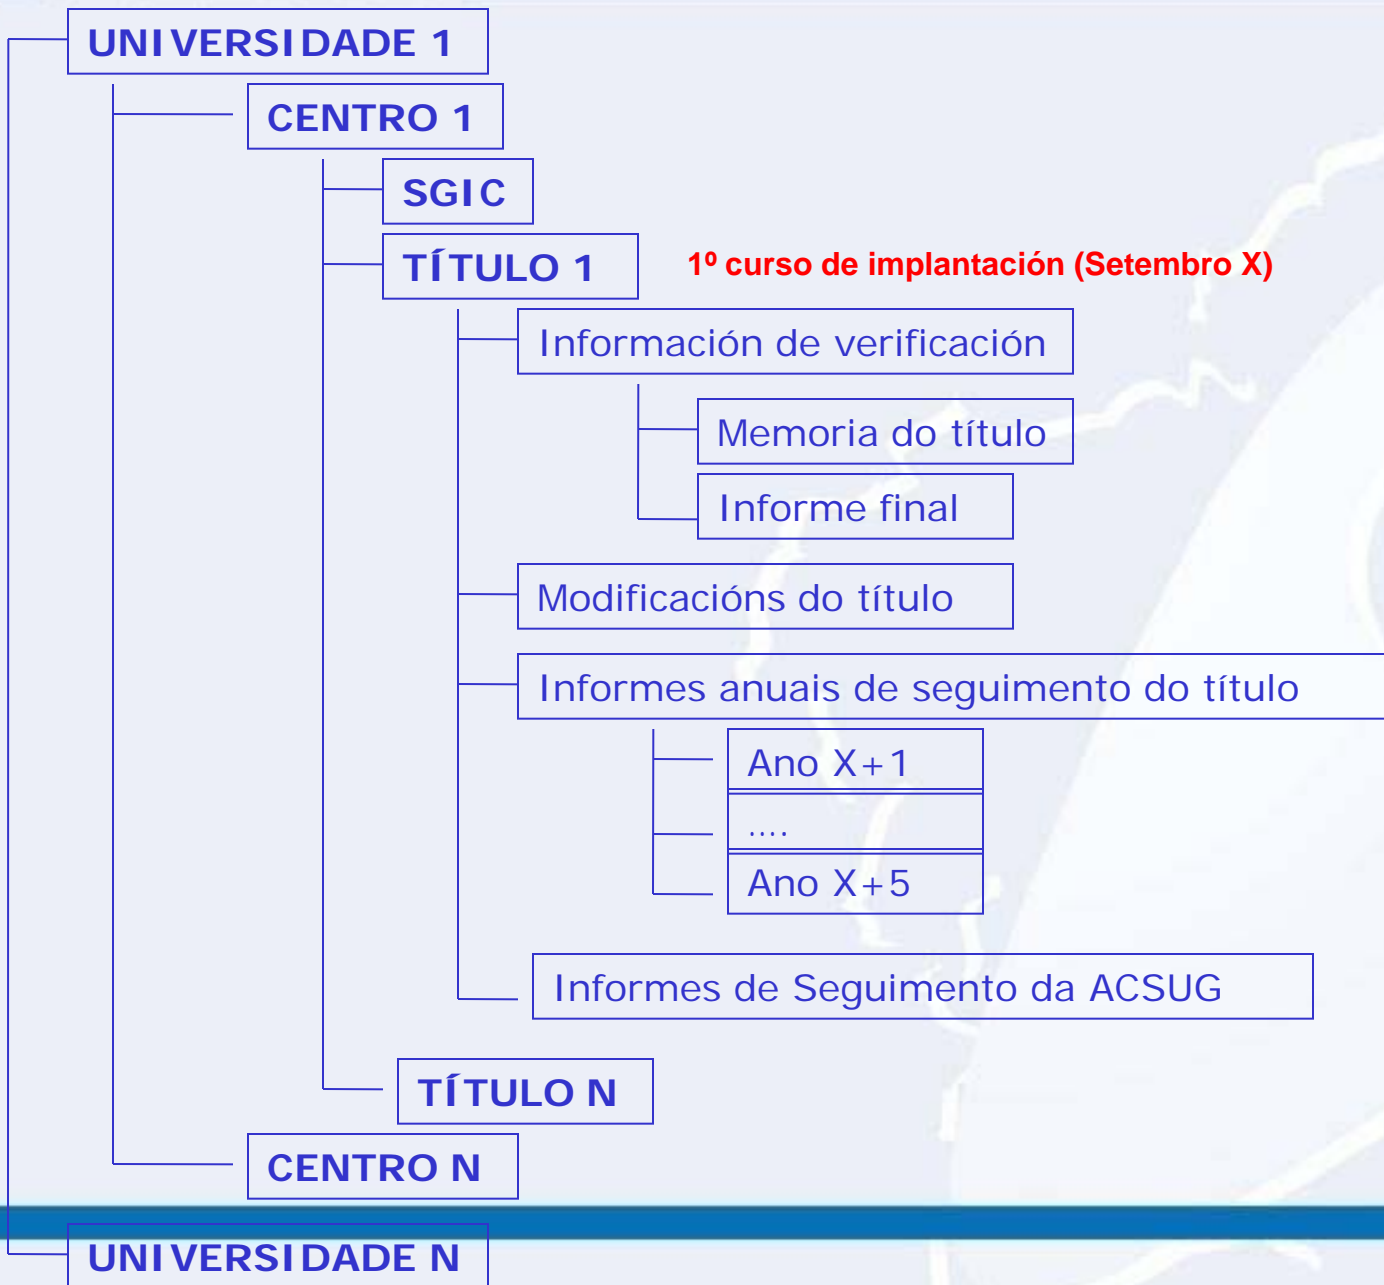 UNIVERSIDADE 1
CENTRO 1
SGIC
TÍTULO 1
1º curso de implantación (Setembro X)
Información de verificación
Memoria do título
Informe final
Modificacións do título
Informes anuais de seguimento do título
Ano X+1
....
Ano X+5
Informes de Seguimento da ACSUG
TÍTULO N
CENTRO N
UNIVERSIDADE N